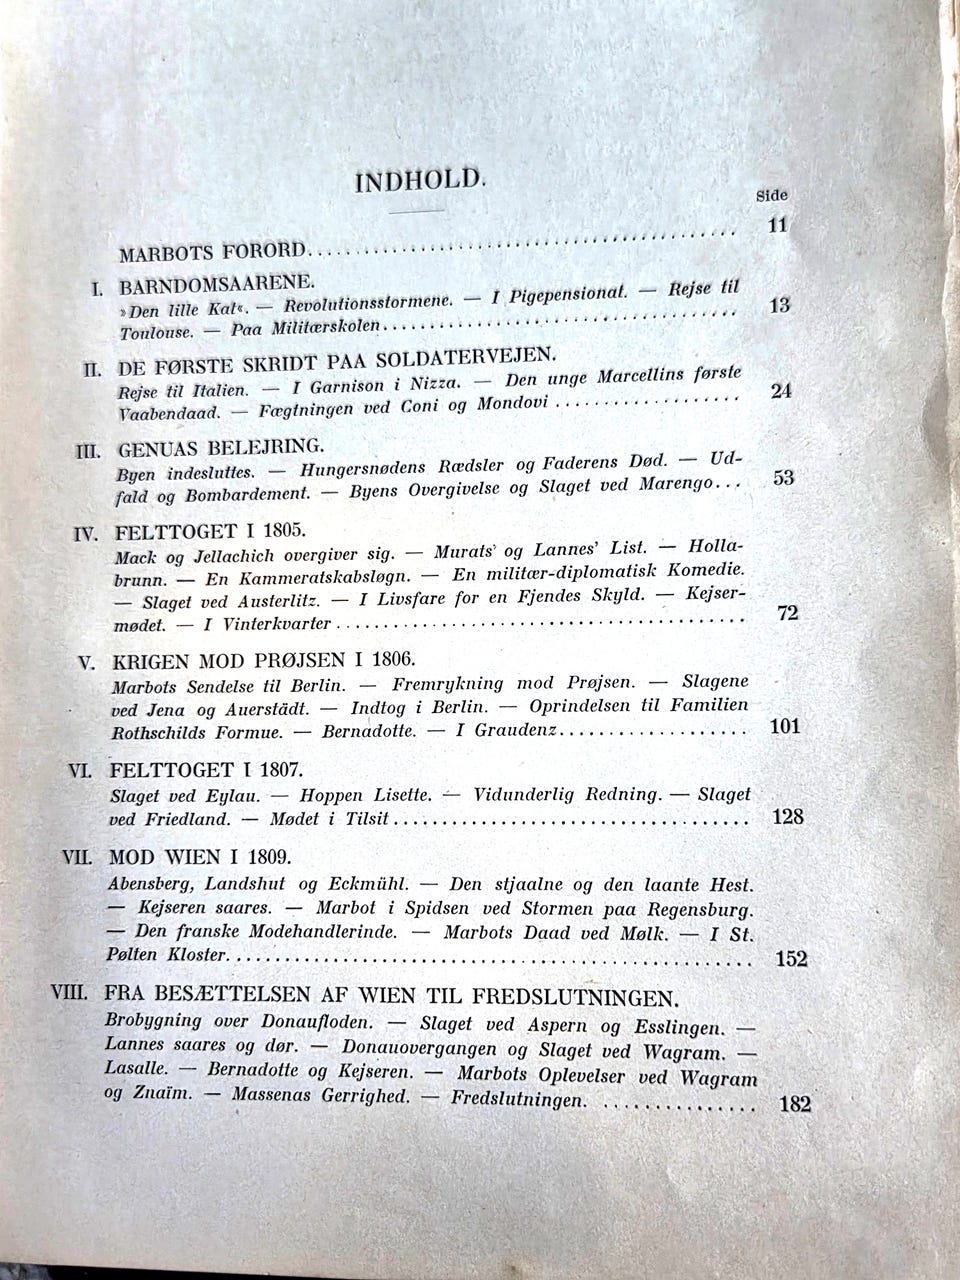 INDHOLD.
Side
MARBOTS FORORD........................................ 11
I. BARNDOMSAARENE.
»Den lille Kat«. — Revolutionsstormene. — I Pigepensionat. — Rejse til
Toulouse. — Paa Militærskolen........................................ 13
II. DE FØRSTE SKRIDT PAA SOLDATERVEJEN.
Rejse til Italien. — I Garnison i Nizza. — Den unge Marcellins første
Vaabendaad. — Fægtningen ved Coni og Mondovi ................... 24
III. GENUAS BELEJRING.
Byen indesluttes. — Hungersnødens Rædsler og Faderens Død. — Ud-
fald og Bombardement. — Byens Overgivelse og Slaget ved Marengo... 53
IV. FELTTOGET I 1805.
Mack og Jellachich overgiver sig. — Murats' og Lannes' List. — Holla-
brunn. — En Kammeratskabsløgn. — En militær-diplomatisk Komedie.
— Slaget ved Austerlitz. — I Livsfare for en Fjendes Skyld. — Kejser-
mødet. — I Vinterkvarter ........................................ 72
V. KRIGEN MOD PRØJSEN I 1806.
Marbots Sendelse til Berlin. — Fremrykning mod Prøjsen. — Slagene
ved Jena og Auerstädt. — Indtog i Berlin. — Oprindelsen til Familien
Rothschilds Formue. — Bernadotte. — I Graudenz................... 101
VI. FELTTOGET I 1807.
Slaget ved Eylau. — Hoppen Lisette. — Vidunderlig Redning. — Slaget
ved Friedland. — Mødet i Tilsit................................... 128
VII. MOD WIEN I 1809.
Abensberg, Landshut og Eckmühl. — Den stjaalne og den laante Hest.
— Kejseren saares. — Marbot i Spidsen ved Stormen paa Regensburg.
— Den franske Modehandlerinde. — Marbots Daad ved Mølk. — I St.
Pølten Kloster.................................................. 152
VIII. FRA BESÆTTELSEN AF WIEN TIL FREDSLUTNINGEN.
Brobygning over Donaufloden. — Slaget ved Aspern og Esslingen. —
Lannes saares og dør. — Donauovergangen og Slaget ved Wagram. —
Lasalle. — Bernadotte og Kejseren. — Marbots Oplevelser ved Wagram
og Znaïm. — Massenas Gerrighed. — Fredslutningen. ............... 182